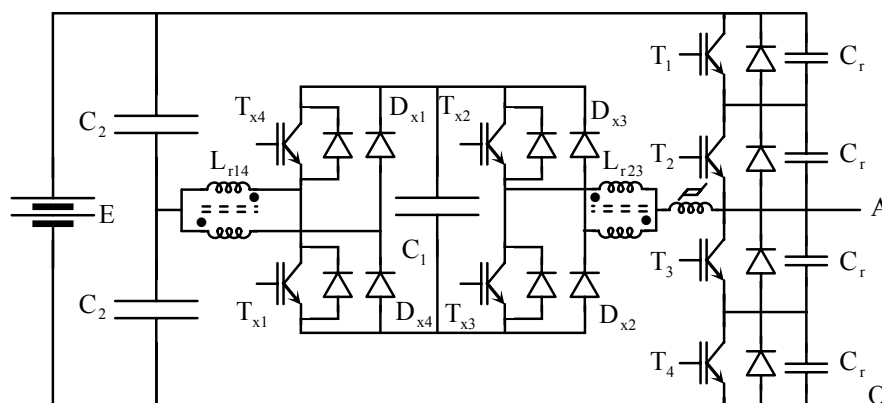 T1
Cr
Tx4
Dx1
Tx2
Dx3
C2
Lr14
Lr23
T2
Cr
E
A
C1
T3
Cr
C2
Tx1
Dx4
Tx3
Dx2
T4
Cr
O